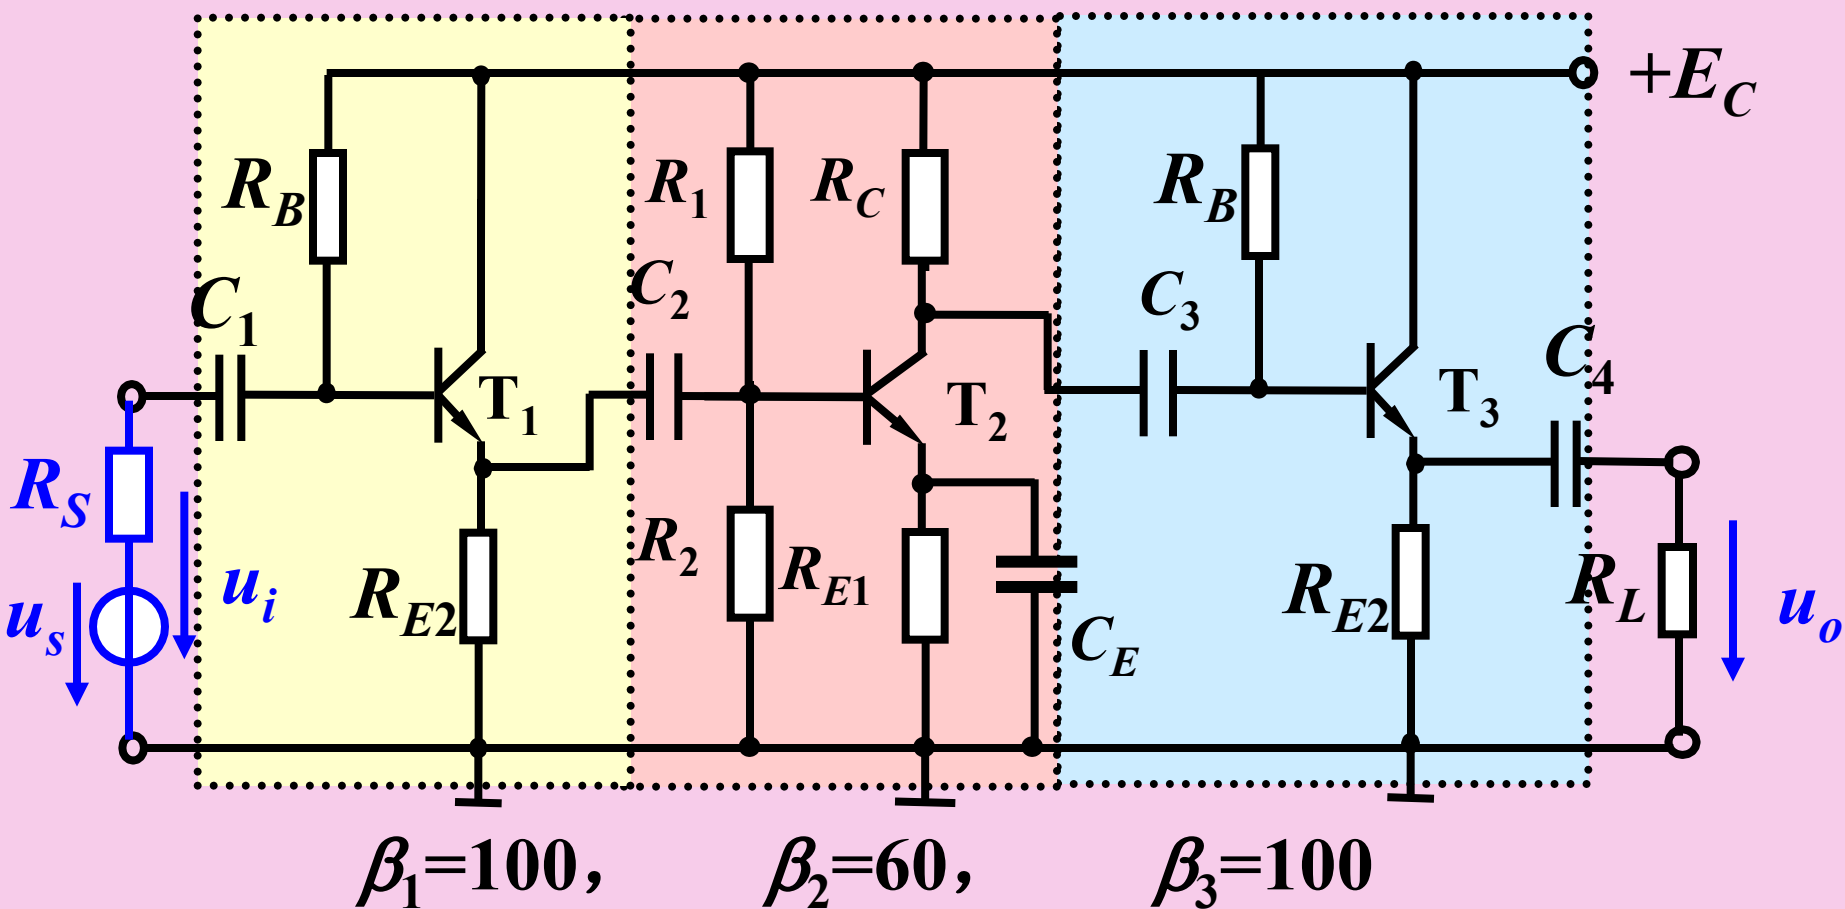 +E_C
R_B
R_1
R_C
R_B
C_1
C_2
C_3
C_4
T_1
T_2
T_3
R_S
u_s
u_i
R_E2
R_2
R_E1
C_E
R_E2
R_L
u_o
β_1=100,
β_2=60,
β_3=100